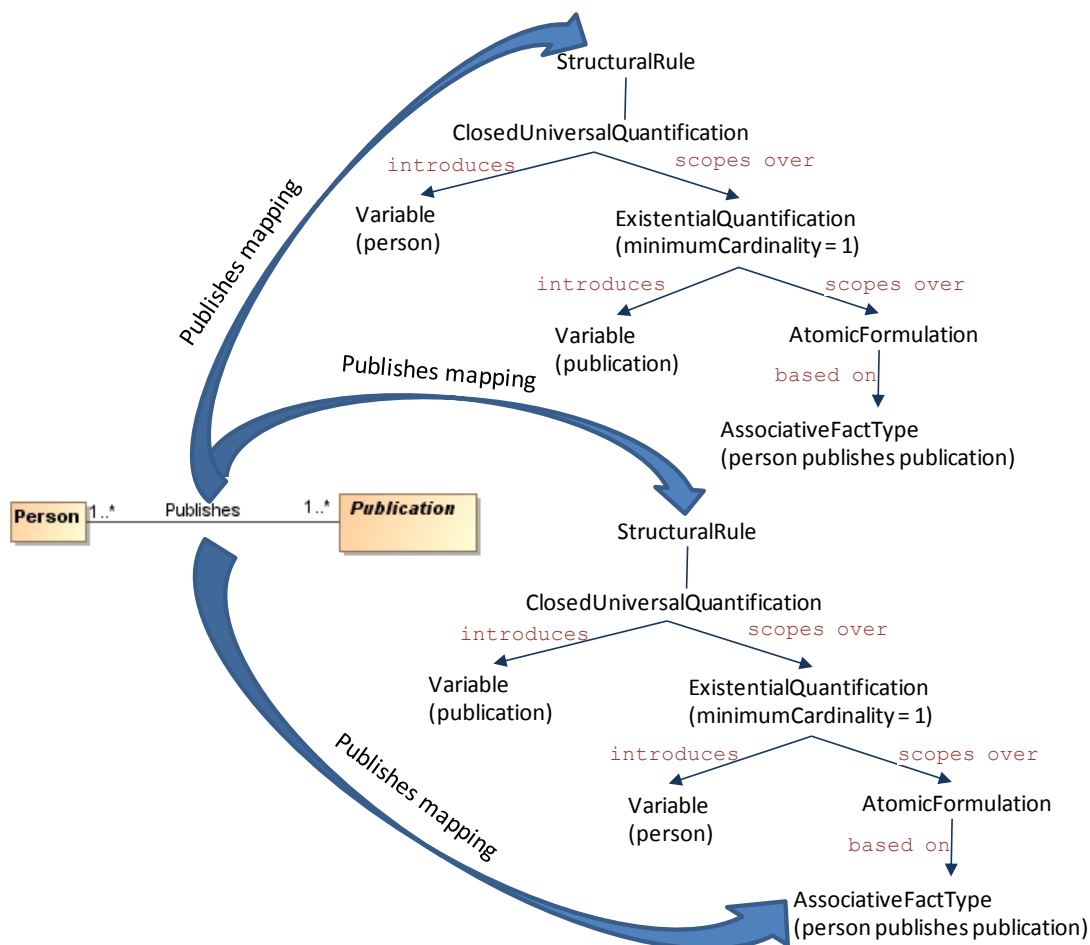 StructuralRule
ClosedUniversalQuantification
introduces
scopes over
Variable
(person)
ExistentialQuantification
(minimumCardinality = 1)
introduces
scopes over
Variable
(publication)
AtomicFormulation
based on
AssociativeFactType
(person publishes publication)
Publishes mapping
Publishes mapping
Person
1..*
Publishes
1..*
Publication
StructuralRule
ClosedUniversalQuantification
introduces
scopes over
Variable
(publication)
ExistentialQuantification
(minimumCardinality = 1)
introduces
scopes over
Variable
(person)
AtomicFormulation
based on
AssociativeFactType
(person publishes publication)
Publishes mapping